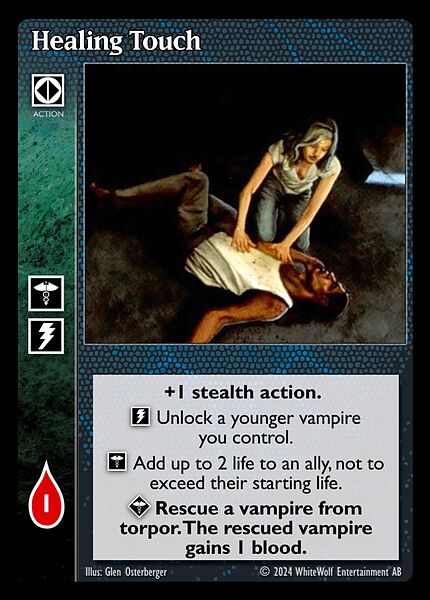 Healing Touch
ACTION
+1 stealth action.
Unlock a younger vampire
you control.
Add up to 2 life to an ally, not to
exceed their starting life.
Rescue a vampire from
torpor. The rescued vampire
gains 1 blood.
1
Illus: Glen Osterberger © 2024 WhiteWolf Entertainment AB